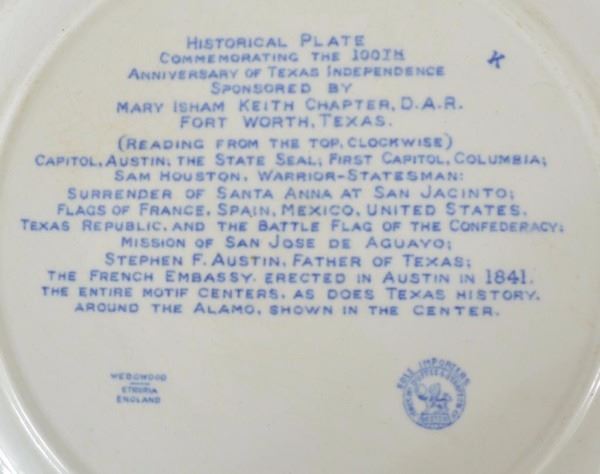 HISTORICAL PLATE
COMMEMORATING THE 100TH
ANNIVERSARY OF TEXAS INDEPENDENCE
SPONSORED BY
MARY ISHAM KEITH CHAPTER, D.A.R.
FORT WORTH, TEXAS.
K
(READING FROM THE TOP, CLOCKWISE)
CAPITOL, AUSTIN; THE STATE SEAL; FIRST CAPITOL, COLUMBIA;
SAM HOUSTON, WARRIOR-STATESMAN;
SURRENDER OF SANTA ANNA AT SAN JACINTO;
FLAGS OF FRANCE, SPAIN, MEXICO, UNITED STATES,
TEXAS REPUBLIC, AND THE BATTLE FLAG OF THE CONFEDERACY;
MISSION OF SAN JOSE DE AGUAYO;
STEPHEN F. AUSTIN, FATHER OF TEXAS;
THE FRENCH EMBASSY, ERECTED IN AUSTIN IN 1841.
THE ENTIRE MOTIF CENTERS, AS DOES TEXAS HISTORY,
AROUND THE ALAMO, SHOWN IN THE CENTER.
WEDGWOOD
ETRURIA
ENGLAND
SOLE IMPORTERS